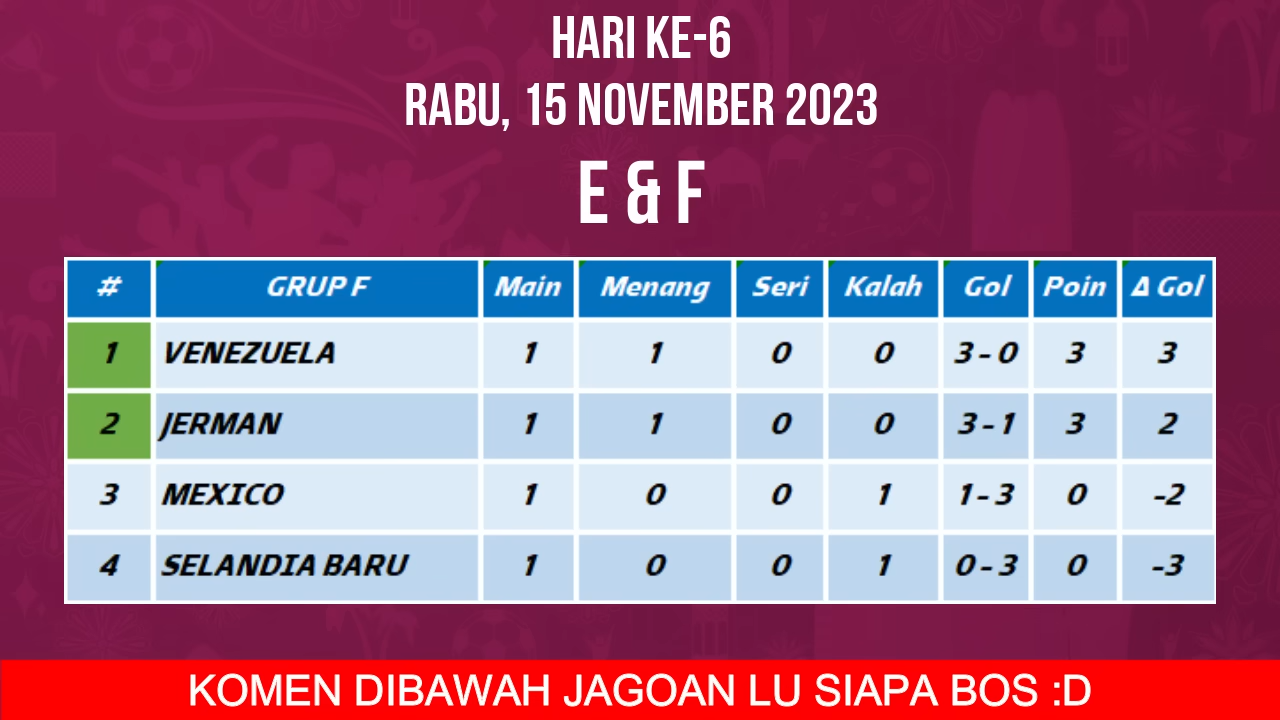 HARI KE-6
RABU, 15 NOVEMBER 2023
E & F
# GRUP F Main Menang Seri Kalah Gol Poin Δ Gol
1 VENEZUELA 1 1 0 0 3 - 0 3 3
2 JERMAN 1 1 0 0 3 - 1 3 2
3 MEXICO 1 0 0 1 1 - 3 0 -2
4 SELANDIA BARU 1 0 0 1 0 - 3 0 -3
KOMEN DIBAWAH JAGOAN LU SIAPA BOS :D